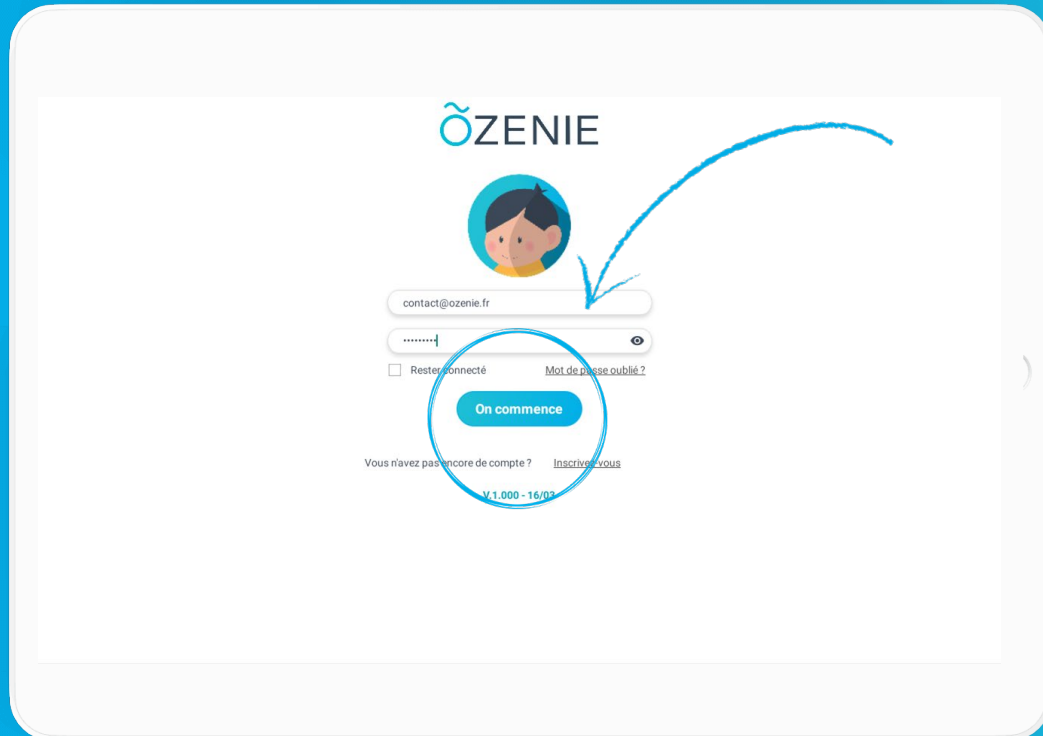 ÕZENIE
contact@ozenie.fr
•••••••••
Rester connecté
Mot de passe oublié ?
On commence
Vous n'avez pas encore de compte ?
Inscrivez-vous
V.1.000 - 16/03